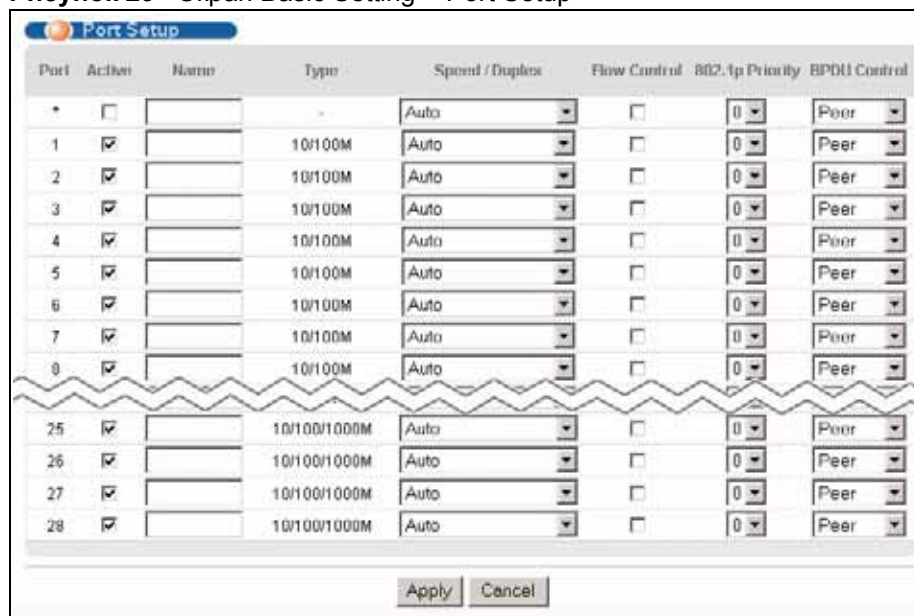 Port Setup
Port Active Name Type Speed / Duplex Flow Control 802.1p Priority BPDU Control
* - Auto 0 Peer
1 10/100M Auto 0 Peer
2 10/100M Auto 0 Peer
3 10/100M Auto 0 Peer
4 10/100M Auto 0 Peer
5 10/100M Auto 0 Peer
6 10/100M Auto 0 Peer
7 10/100M Auto 0 Peer
8 10/100M Auto 0 Peer
25 10/100/1000M Auto 0 Peer
26 10/100/1000M Auto 0 Peer
27 10/100/1000M Auto 0 Peer
28 10/100/1000M Auto 0 Peer
Apply Cancel